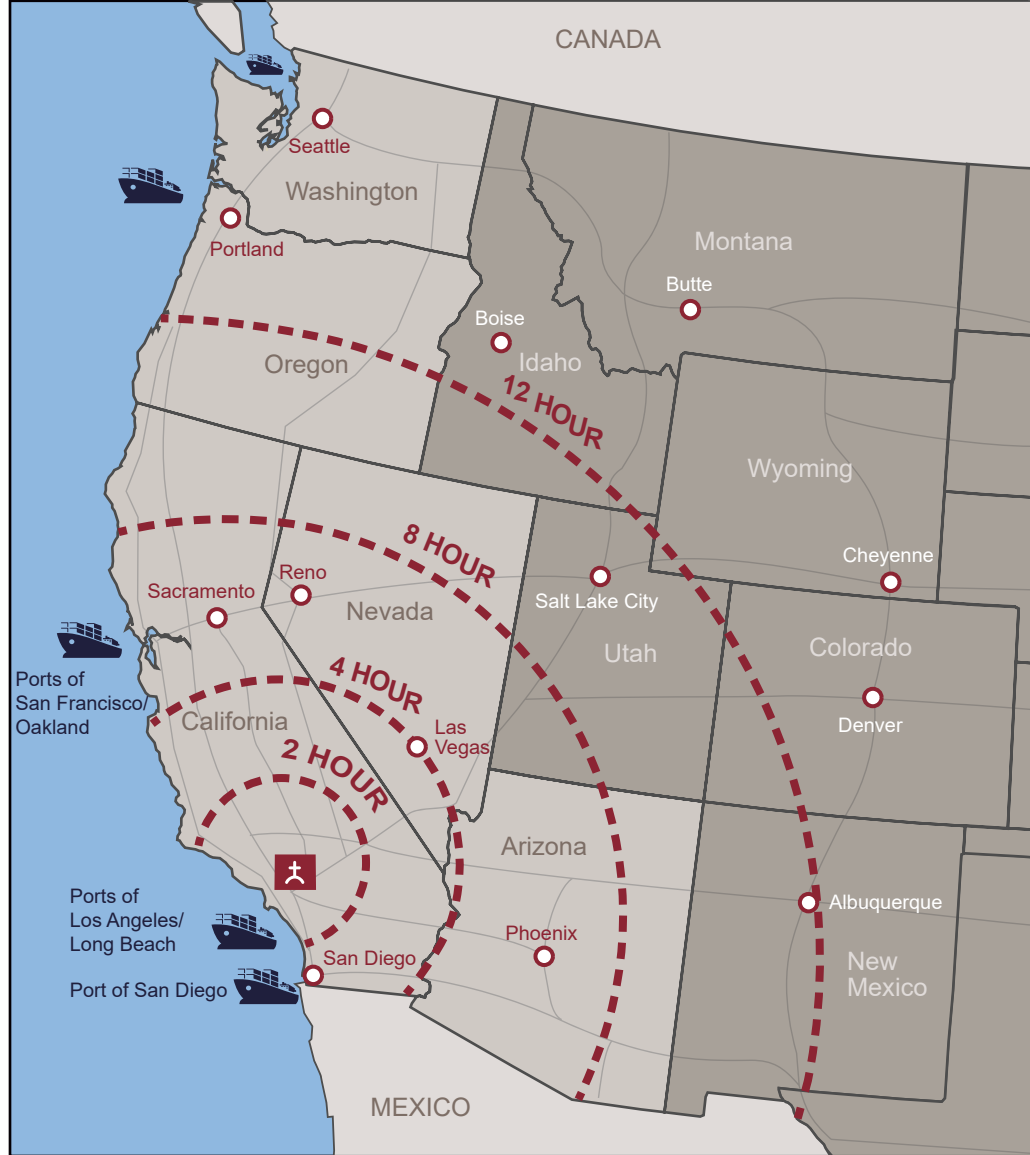 CANADA
Seattle
Washington
Portland
Montana
Butte
Boise
Idaho
Oregon
12 HOUR
Wyoming
8 HOUR
Cheyenne
Reno
Sacramento
Nevada
Salt Lake City
Utah
Colorado
Ports of
San Francisco/
Oakland
4 HOUR
California
Las
Vegas
Denver
2 HOUR
Arizona
Ports of
Los Angeles/
Long Beach
Albuquerque
Phoenix
San Diego
New
Mexico
Port of San Diego
MEXICO